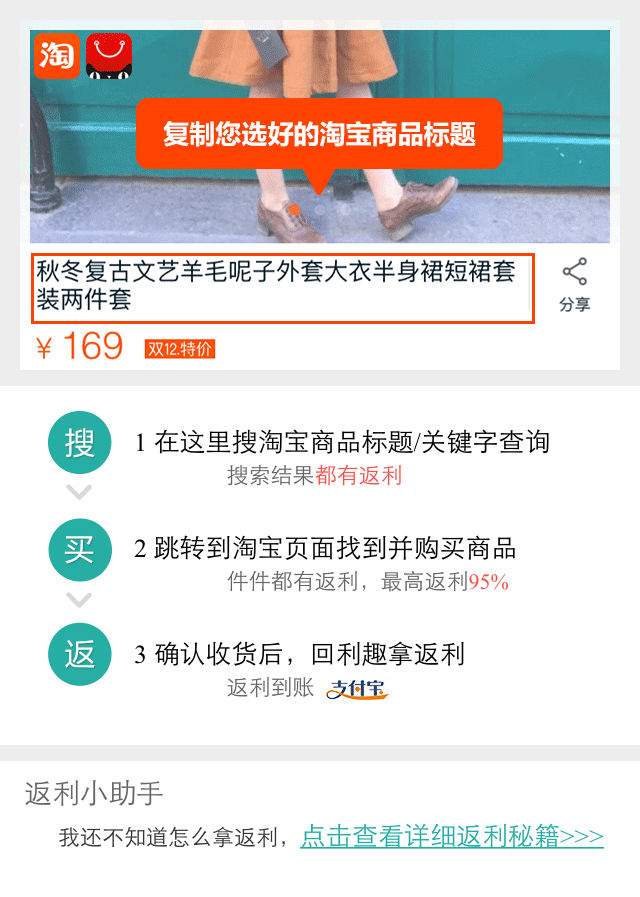 淘
复制您选好的淘宝商品标题
秋冬复古文艺羊毛呢子外套大衣半身裙短裙套
装两件套
分享
¥ 169 双12.特价
搜
1 在这里搜淘宝商品标题/关键字查询
搜索结果都有返利
买
2 跳转到淘宝页面找到并购买商品
件件都有返利，最高返利95%
返
3 确认收货后，回利趣拿返利
返利到账 支付宝
返利小助手
我还不知道怎么拿返利，点击查看详细返利秘籍>>>